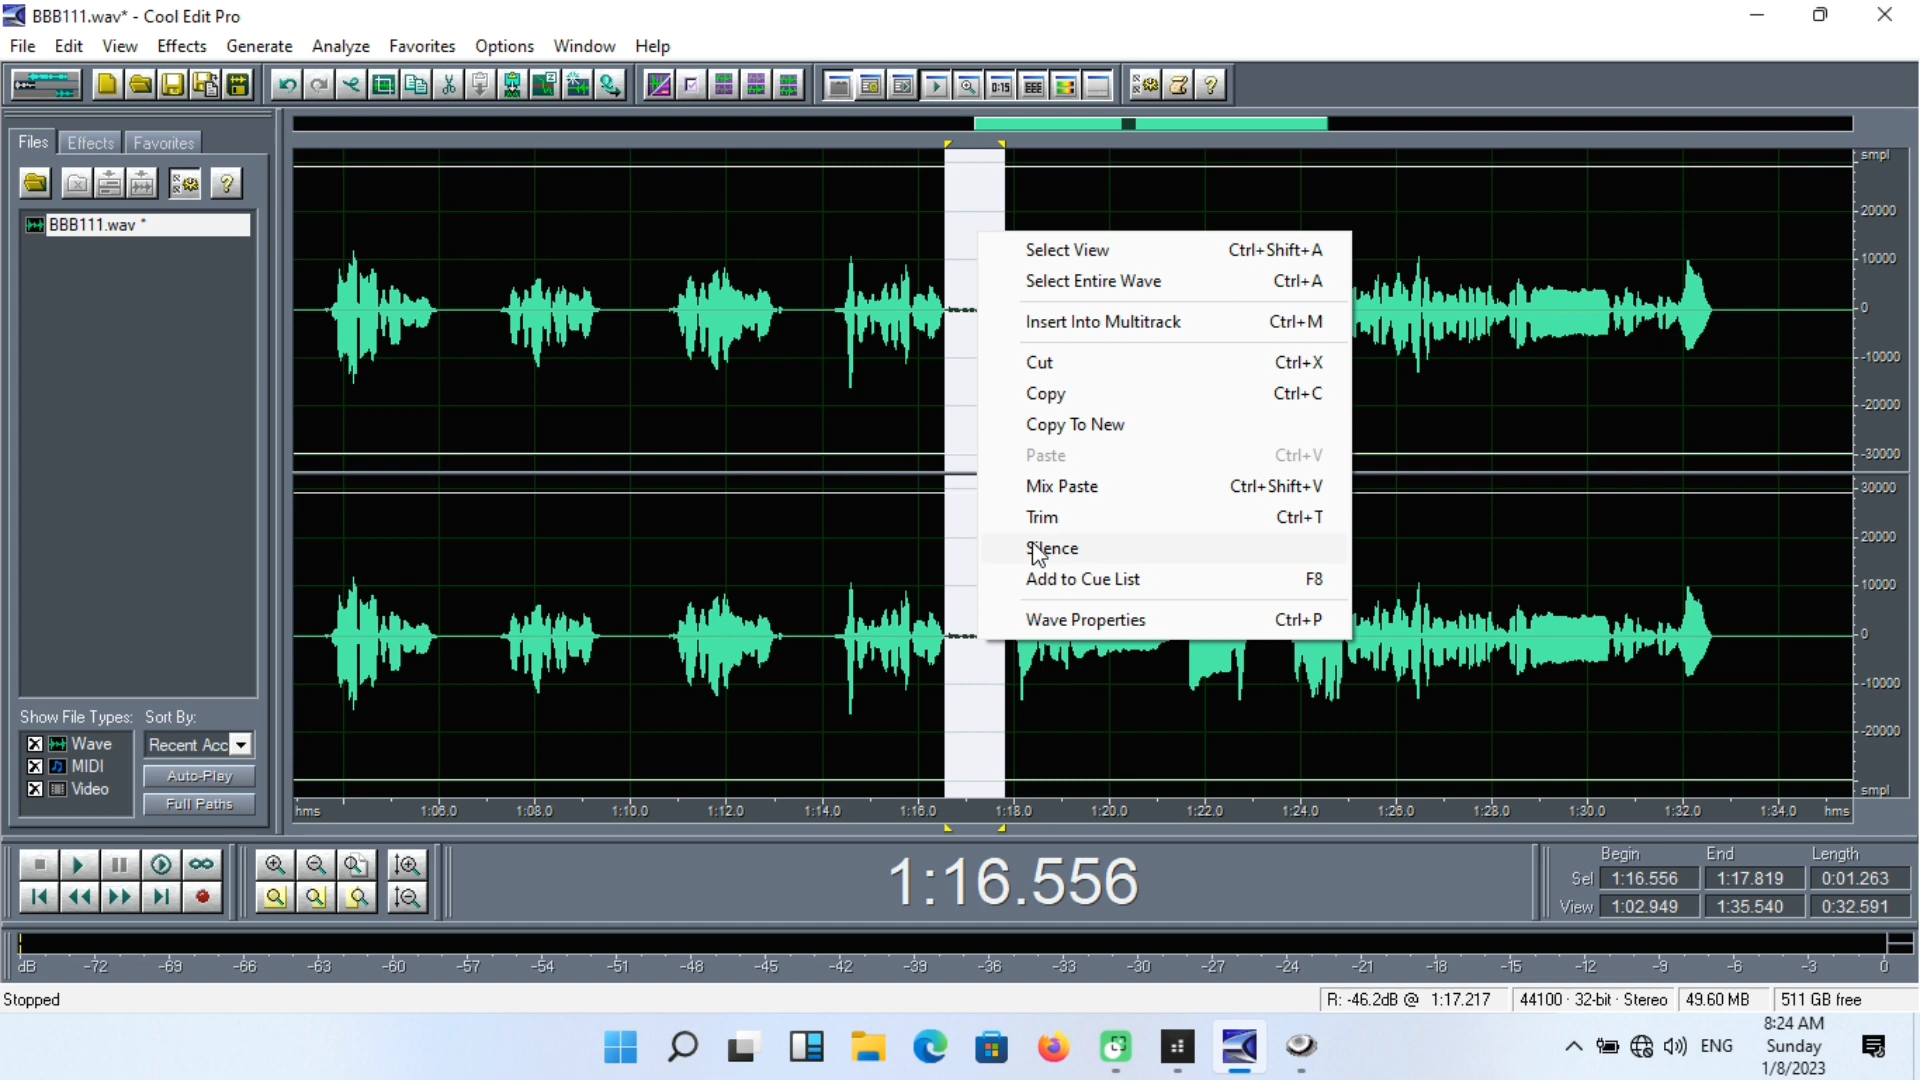 BBB111.wav* - Cool Edit Pro
File Edit View Effects Generate Analyze Favorites Options Window Help
Files Effects Favorites
BBB111.wav *
smpl
20000
10000
0
-10000
-20000
-30000
30000
20000
10000
0
-10000
-20000
smpl
Select View Ctrl+Shift+A
Select Entire Wave Ctrl+A
Insert Into Multitrack Ctrl+M
Cut Ctrl+X
Copy Ctrl+C
Copy To New
Paste Ctrl+V
Mix Paste Ctrl+Shift+V
Trim Ctrl+T
Silence
Add to Cue List F8
Wave Properties Ctrl+P
Show File Types: Sort By:
Wave Recent Acc
MIDI Auto-Play
Video Full Paths
hms 1:06.0 1:08.0 1:10.0 1:12.0 1:14.0 1:16.0 1:18.0 1:20.0 1:22.0 1:24.0 1:26.0 1:28.0 1:30.0 1:32.0 1:34.0 hms
1:16.556
Begin End Length
Sel 1:16.556 1:17.819 0:01.263
View 1:02.949 1:35.540 0:32.591
dB -72 -69 -66 -63 -60 -57 -54 -51 -48 -45 -42 -39 -36 -33 -30 -27 -24 -21 -18 -15 -12 -9 -6 -3 0
Stopped R: -46.2dB @ 1:17.217 44100 · 32-bit · Stereo 49.60 MB 511 GB free
ENG
8:24 AM
Sunday
1/8/2023